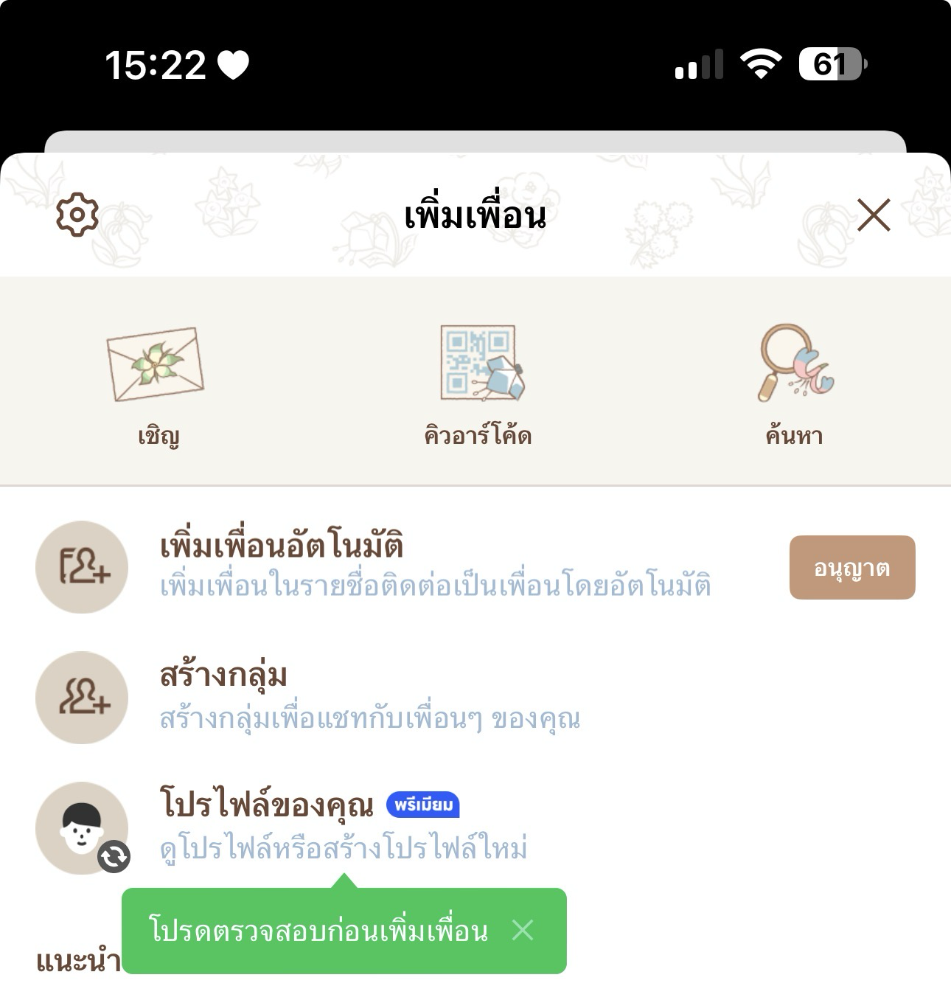 15:22
61
เพิ่มเพื่อน
เชิญ
คิวอาร์โค้ด
ค้นหา
เพิ่มเพื่อนอัตโนมัติ
เพิ่มเพื่อนในรายชื่อติดต่อเป็นเพื่อนโดยอัตโนมัติ
อนุญาต
สร้างกลุ่ม
สร้างกลุ่มเพื่อแชทกับเพื่อนๆ ของคุณ
โปรไฟล์ของคุณ พรีเมียม
ดูโปรไฟล์หรือสร้างโปรไฟล์ใหม่
โปรดตรวจสอบก่อนเพิ่มเพื่อน
แนะนำ